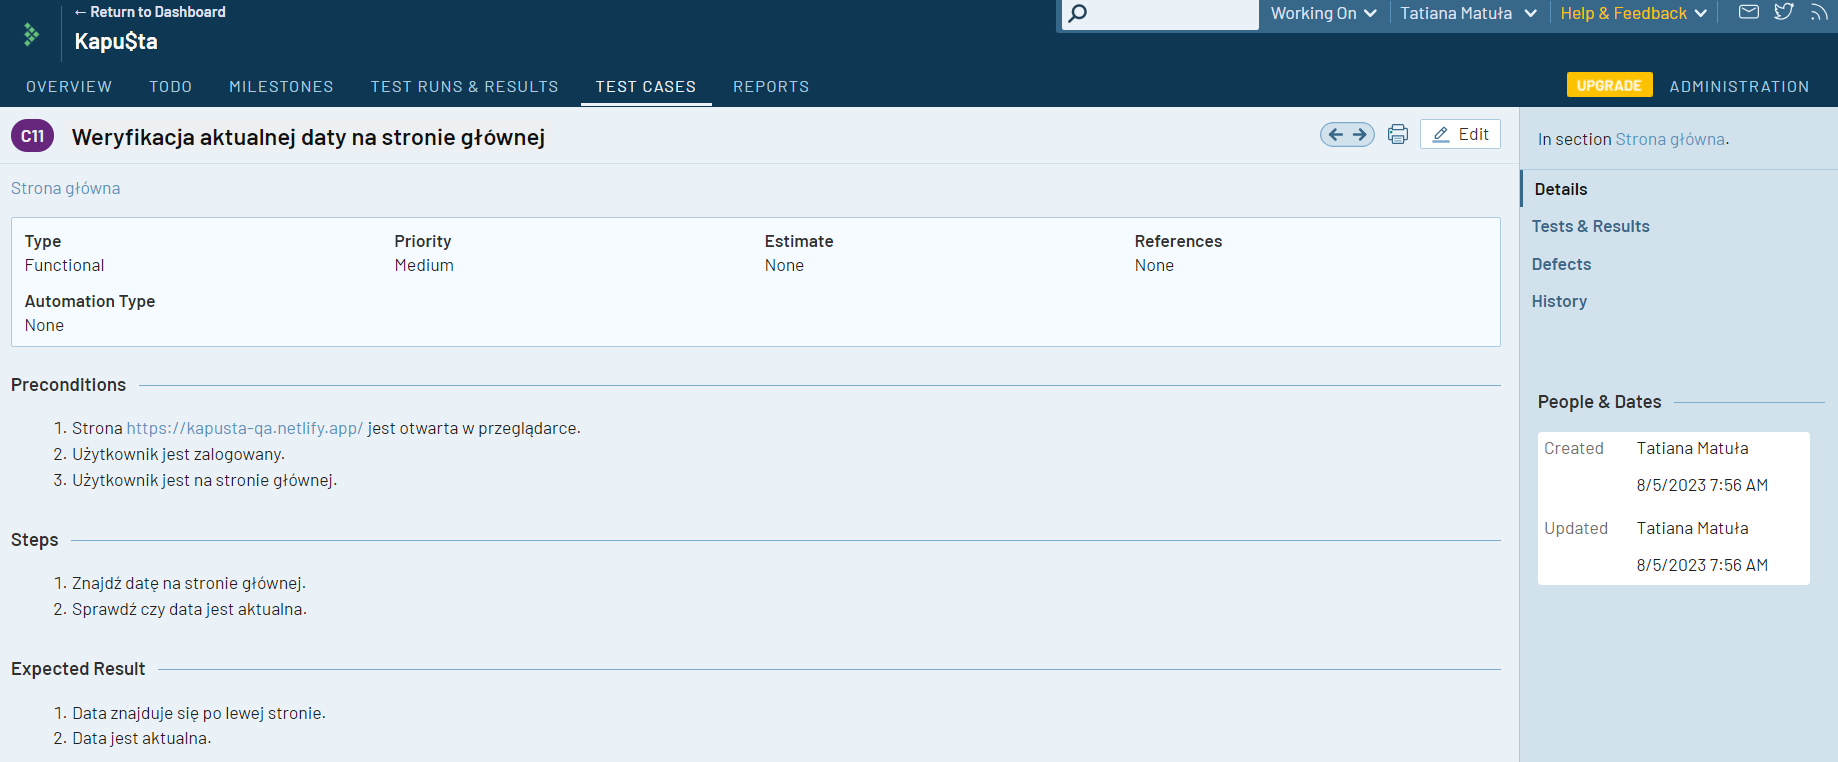 ← Return to Dashboard
Kapu$ta
Working On
Tatiana Matuła
Help & Feedback
OVERVIEW
TODO
MILESTONES
TEST RUNS & RESULTS
TEST CASES
REPORTS
UPGRADE
ADMINISTRATION
C11
Weryfikacja aktualnej daty na stronie głównej
Edit
Strona główna
Type
Functional
Priority
Medium
Estimate
None
References
None
Automation Type
None
Preconditions
1. Strona https://kapusta-qa.netlify.app/ jest otwarta w przeglądarce.
2. Użytkownik jest zalogowany.
3. Użytkownik jest na stronie głównej.
Steps
1. Znajdź datę na stronie głównej.
2. Sprawdź czy data jest aktualna.
Expected Result
1. Data znajduje się po lewej stronie.
2. Data jest aktualna.
In section Strona główna.
Details
Tests & Results
Defects
History
People & Dates
Created Tatiana Matuła
8/5/2023 7:56 AM
Updated Tatiana Matuła
8/5/2023 7:56 AM